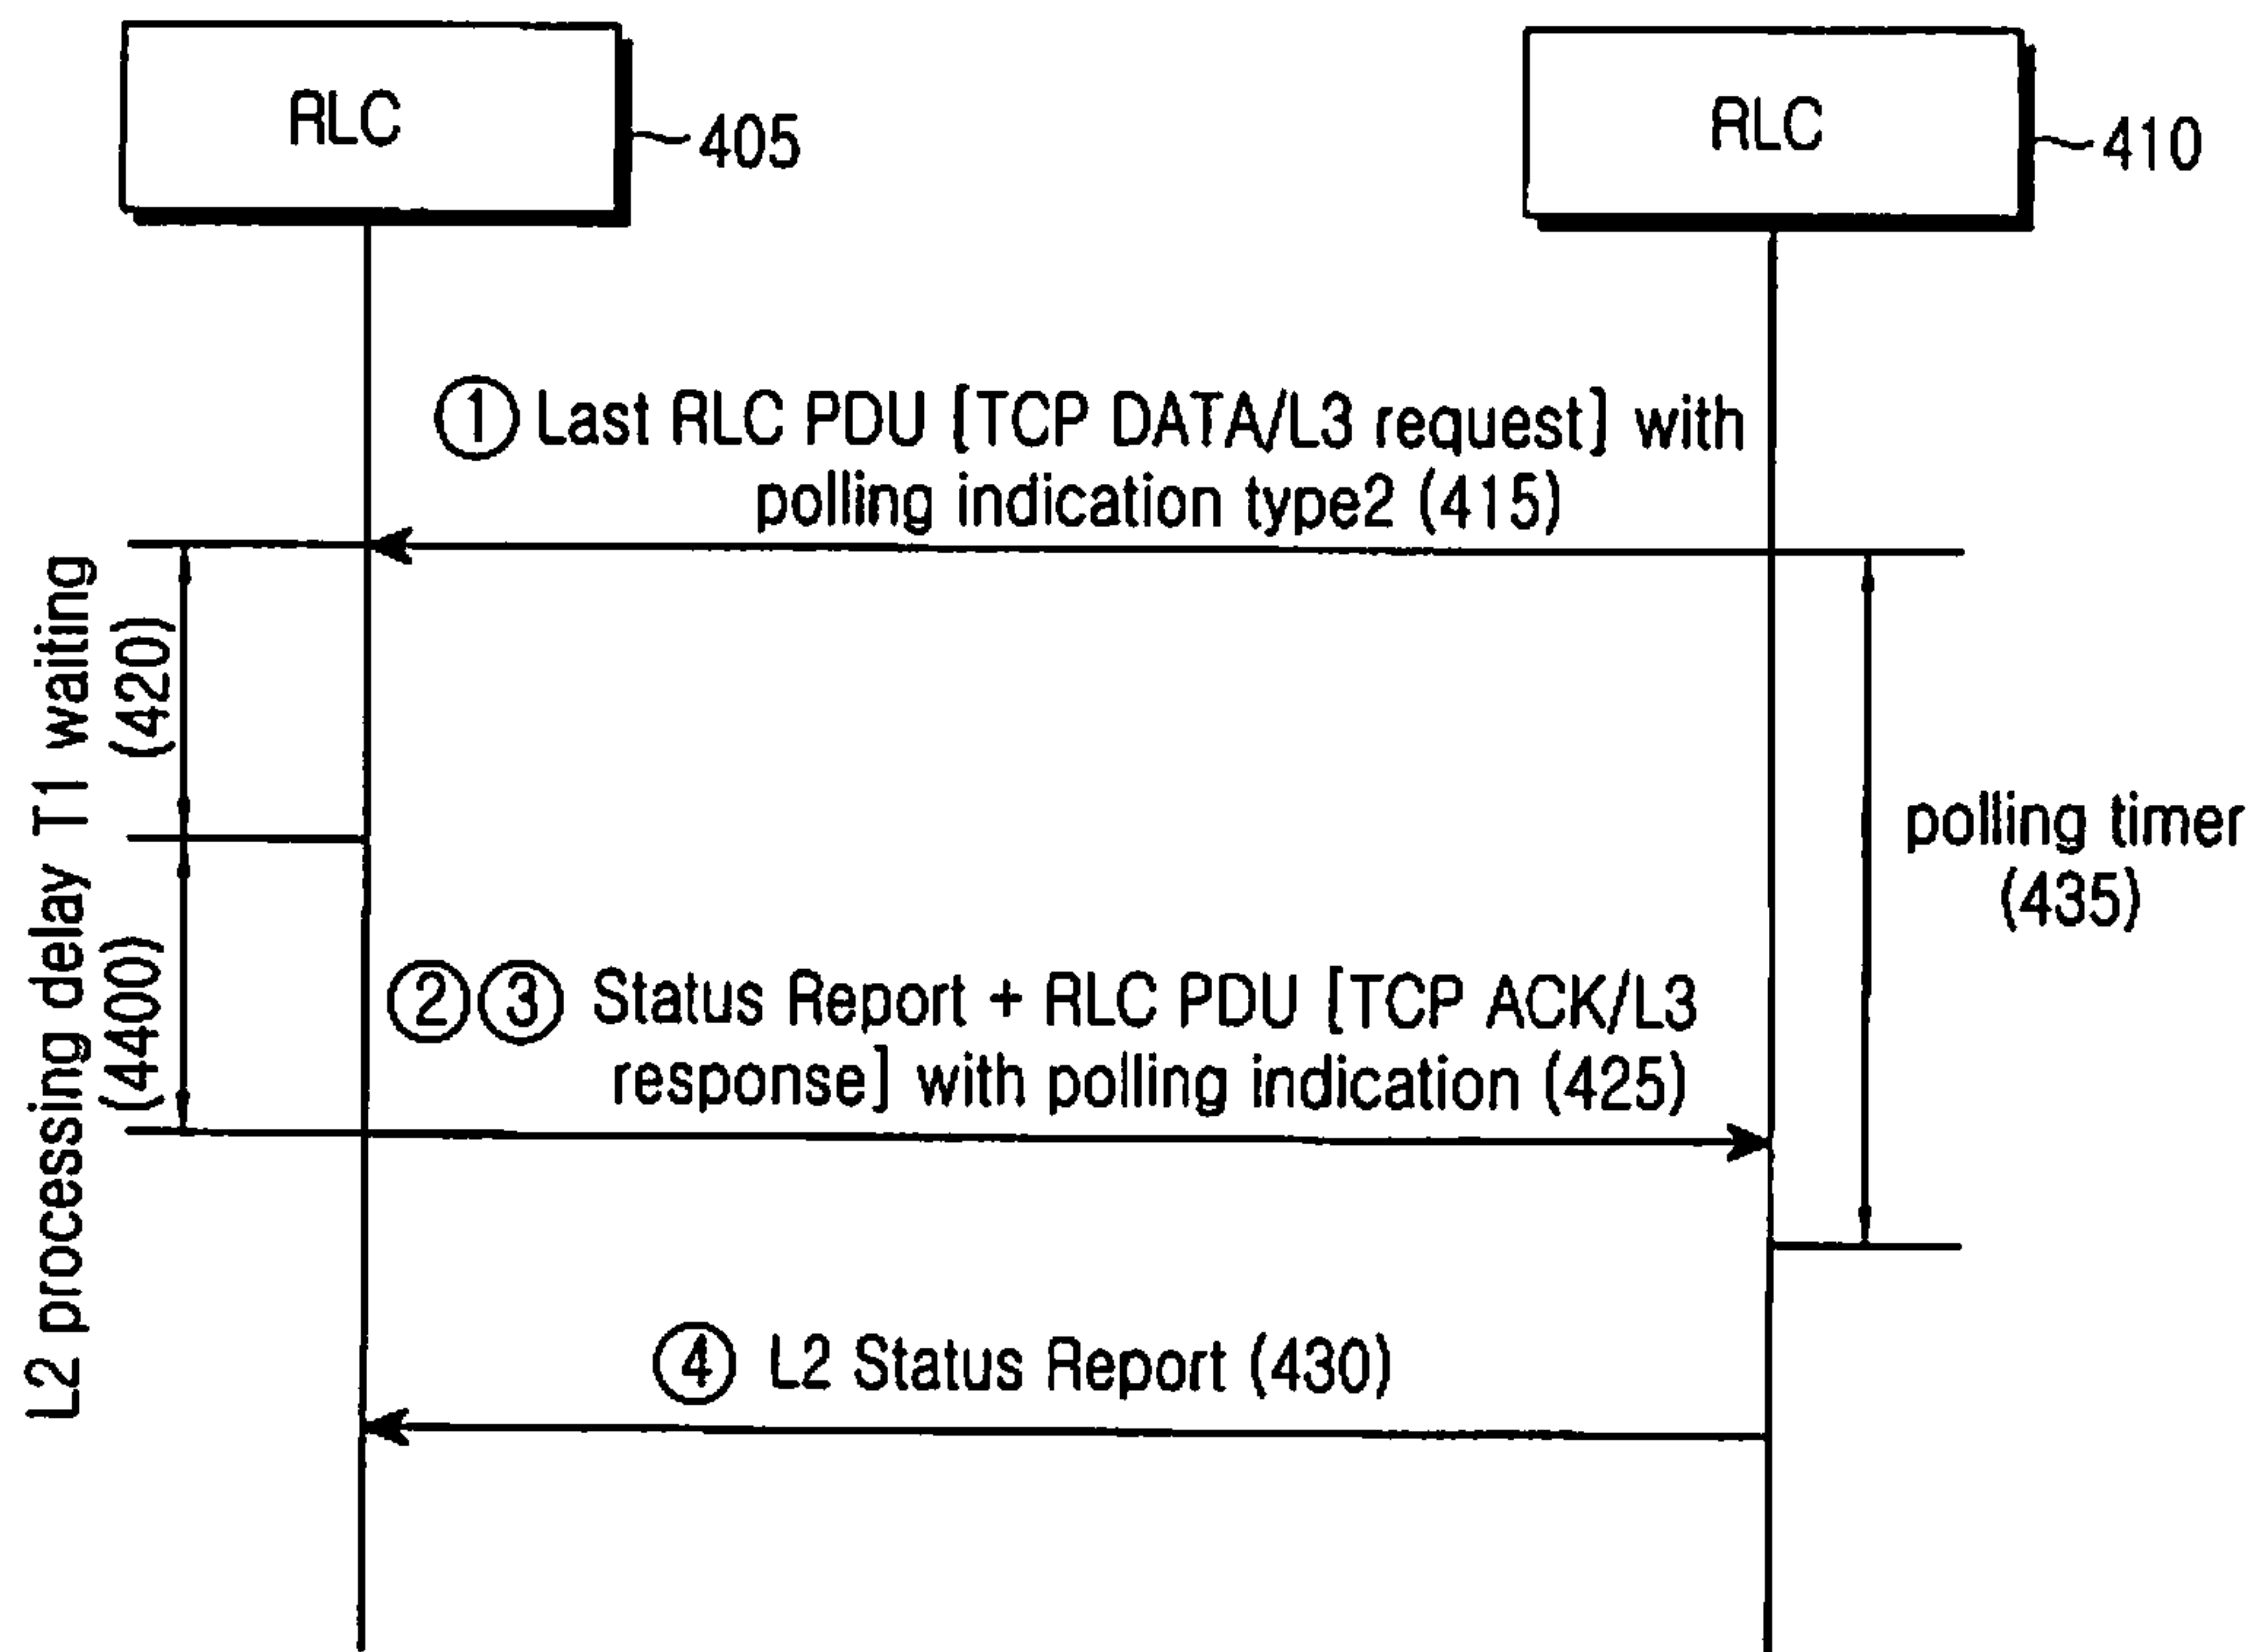 RLC
405
RLC
410
① Last RLC PDU [TCP DATA/L3 request] with
polling indication type2 (415)
T1 waiting
(420)
polling timer
(435)
L2 processing delay
(4400)
②③ Status Report + RLC PDU [TCP ACK/L3
response] with polling indication (425)
④ L2 Status Report (430)